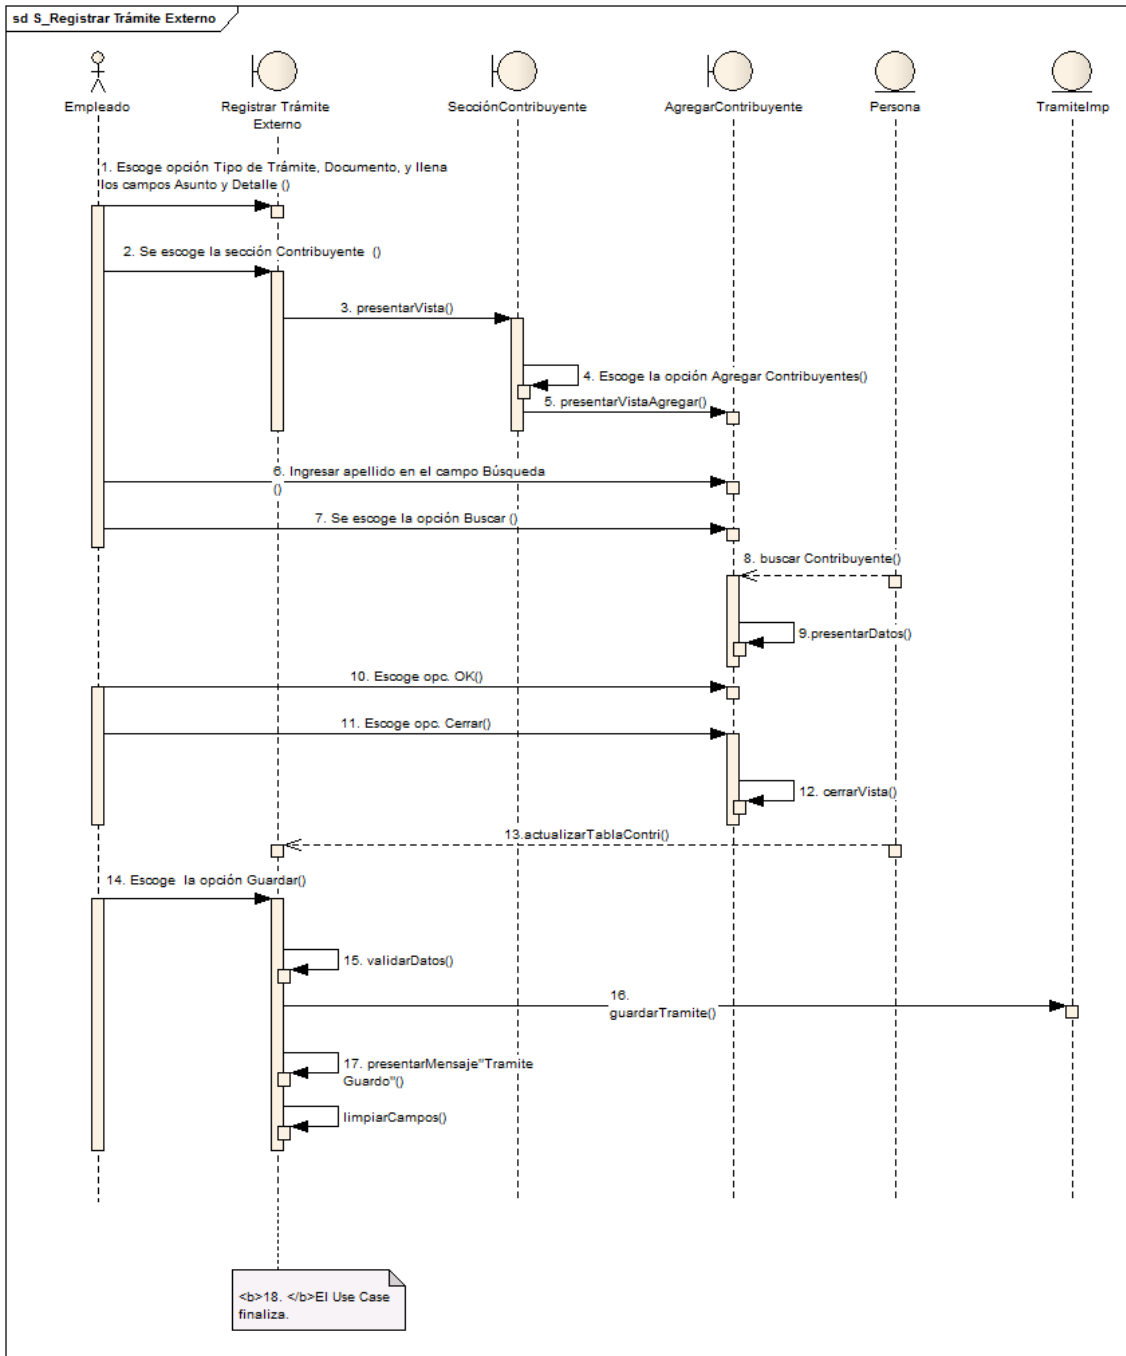 sd S_Registrar Trámite Externo
Empleado
Registrar Trámite
Externo
SecciónContribuyente
AgregarContribuyente
Persona
TramiteImp
1. Escoge opción Tipo de Trámite, Documento, y llena
los campos Asunto y Detalle ()
2. Se escoge la sección Contribuyente ()
3. presentarVista()
4. Escoge la opción Agregar Contribuyentes()
5. presentarVistaAgregar()
6. Ingresar apellido en el campo Búsqueda
()
7. Se escoge la opción Buscar ()
8. buscar Contribuyente()
9.presentarDatos()
10. Escoge opc. OK()
11. Escoge opc. Cerrar()
12. cerrarVista()
13.actualizarTablaContri()
14. Escoge la opción Guardar()
15. validarDatos()
16.
guardarTramite()
17. presentarMensaje"Tramite
Guardo"()
limpiarCampos()
<b>18. </b>El Use Case
finaliza.